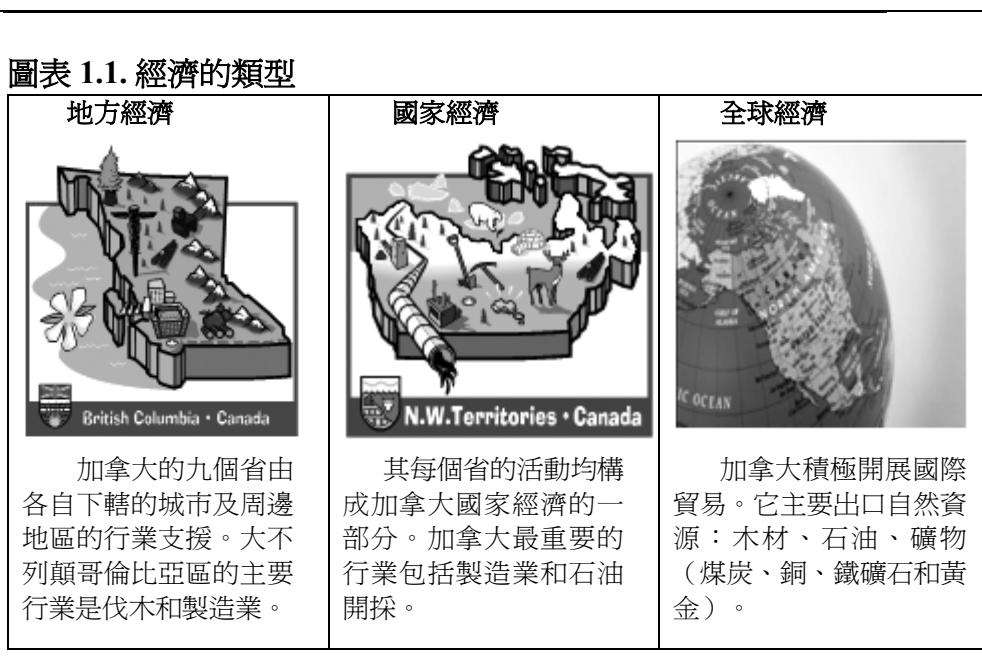 圖表 1.1. 經濟的類型
地方經濟
British Columbia • Canada
加拿大的九個省由
各自下轄的城市及周邊
地區的行業支援。大不
列顛哥倫比亞區的主要
行業是伐木和製造業。
國家經濟
N.W.Territories • Canada
其每個省的活動均構
成加拿大國家經濟的一
部分。加拿大最重要的
行業包括製造業和石油
開採。
全球經濟
OCEAN
GULF OF
ALASKA
NORTH
IC OCEAN
加拿大積極開展國際
貿易。它主要出口自然資
源：木材、石油、礦物
（煤炭、銅、鐵礦石和黃
金）。